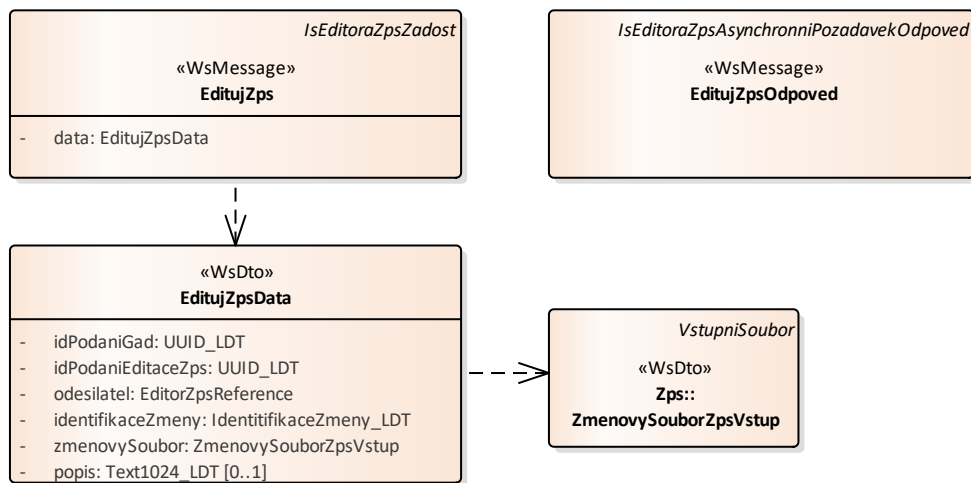 IsEditoraZpsZadost
«WsMessage»
EditujZps
- data: EditujZpsData
IsEditoraZpsAsynchronniPozadavekOdpoved
«WsMessage»
EditujZpsOdpoved
«WsDto»
EditujZpsData
- idPodaniGad: UUID_LDT
- idPodaniEditaceZps: UUID_LDT
- odesilatel: EditorZpsReference
- identifikaceZmeny: IdentitifikaceZmeny_LDT
- zmenovySoubor: ZmenovySouborZpsVstup
- popis: Text1024_LDT [0..1]
VstupniSoubor
«WsDto»
Zps::
ZmenovySouborZpsVstup